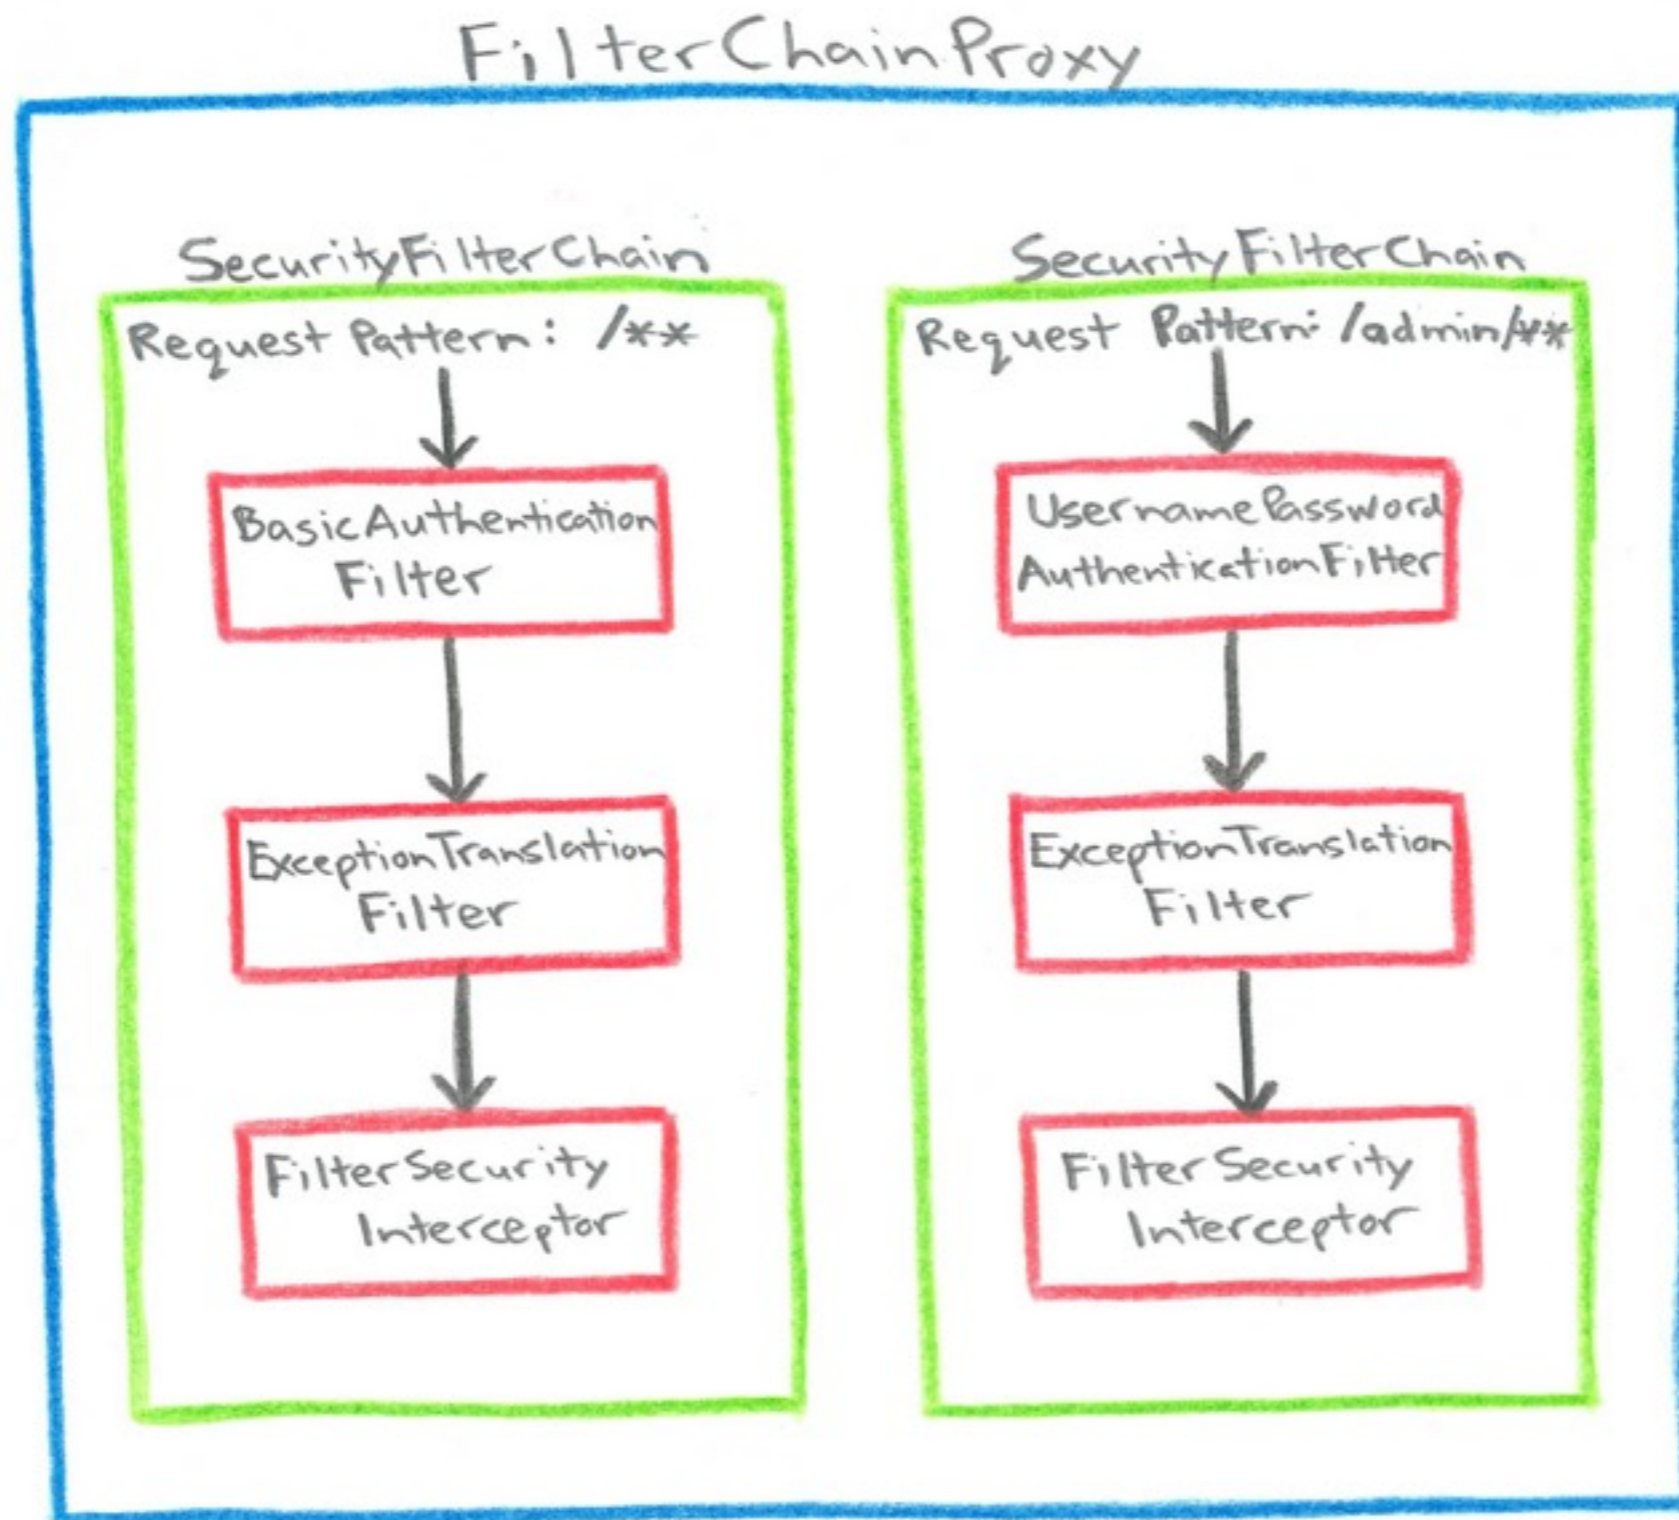 FilterChainProxy
SecurityFilterChain
Request Pattern: /**
BasicAuthentication
Filter
ExceptionTranslation
Filter
FilterSecurity
Interceptor
SecurityFilterChain
Request Pattern: /admin/**
UsernamePassword
AuthenticationFilter
ExceptionTranslation
Filter
FilterSecurity
Interceptor